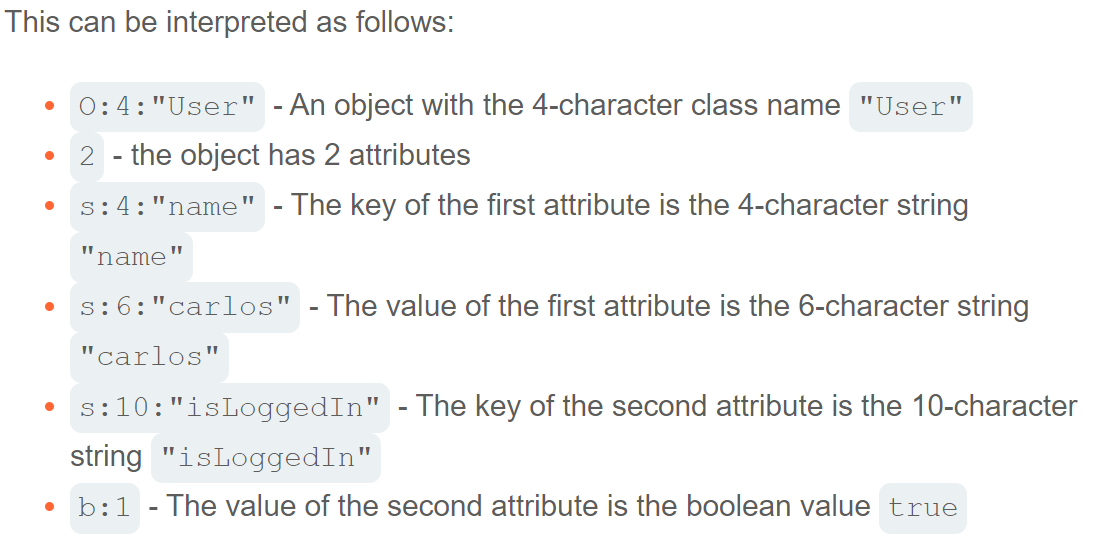 This can be interpreted as follows:
O:4:"User" - An object with the 4-character class name "User"
2 - the object has 2 attributes
s:4:"name" - The key of the first attribute is the 4-character string
"name"
s:6:"carlos" - The value of the first attribute is the 6-character string
"carlos"
s:10:"isLoggedIn" - The key of the second attribute is the 10-character
string "isLoggedIn"
b:1 - The value of the second attribute is the boolean value true